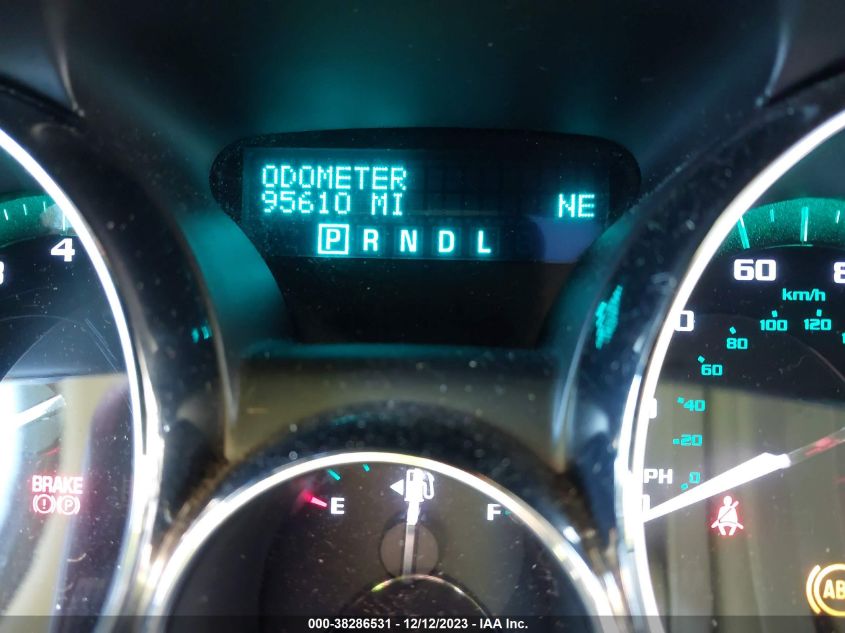 ODOMETER
95610 MI NE
P R N D L
4
60
km/h
80 100 120
60
40
20
0
PH
BRAKE
P
E F
AB
000-38286531 - 12/12/2023 - IAA Inc.